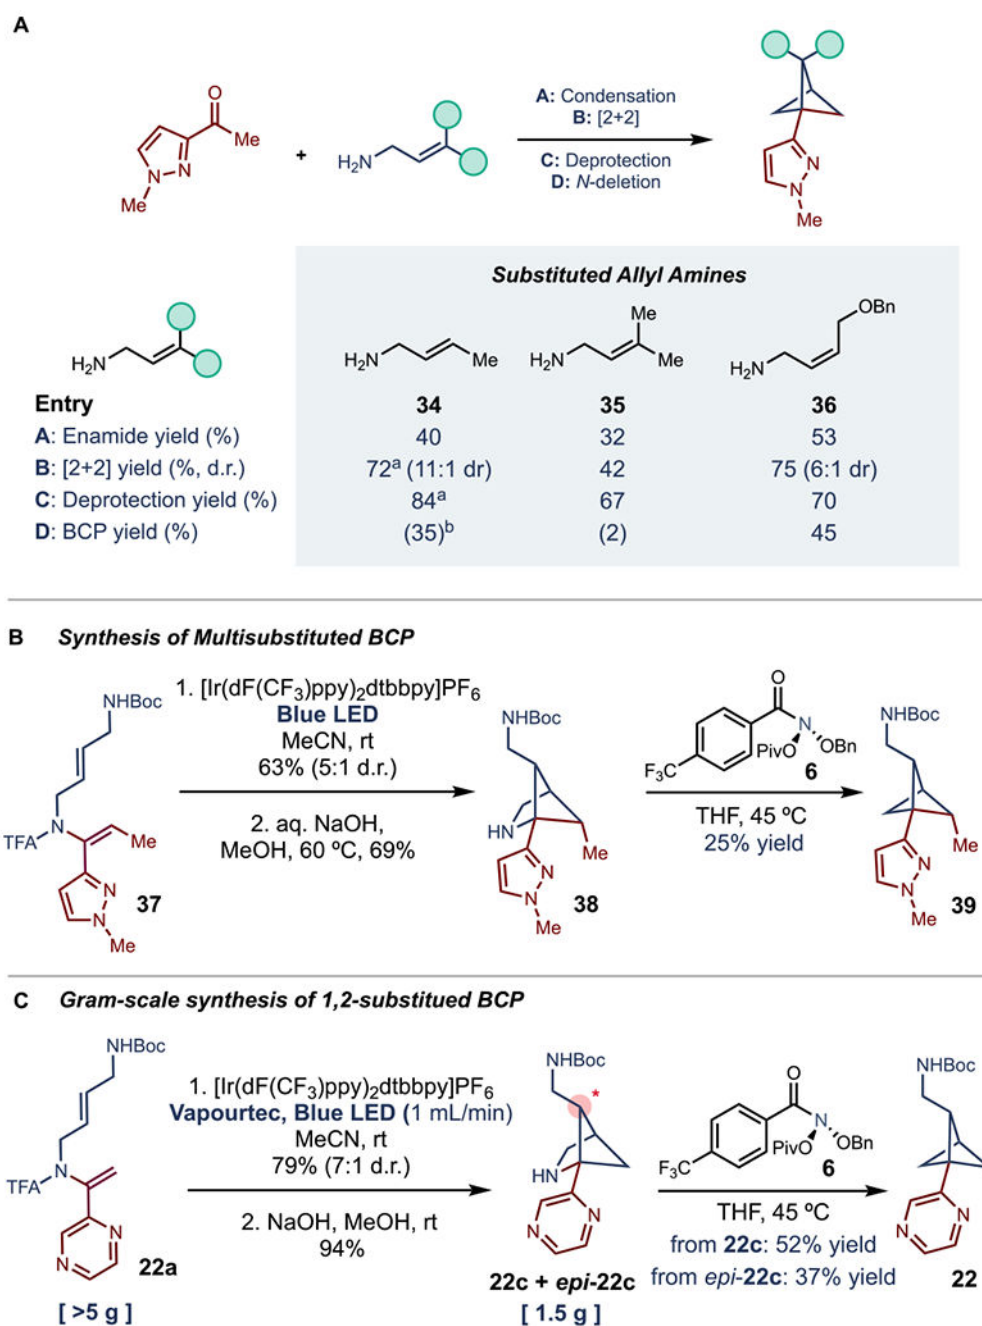 A
O
Me
N
N
Me
+
H2N
A: Condensation
B: [2+2]
C: Deprotection
D: N-deletion
N
N
Me
Substituted Allyl Amines
H2N
H2N
Me
H2N
Me
Me
H2N
OBn
Entry
34
35
36
A: Enamide yield (%)
40
32
53
B: [2+2] yield (%, d.r.)
72a (11:1 dr)
42
75 (6:1 dr)
C: Deprotection yield (%)
84a
67
70
D: BCP yield (%)
(35)b
(2)
45
B Synthesis of Multisubstituted BCP
NHBoc
N
TFA
Me
N
N
Me
37
1. [Ir(dF(CF3)ppy)2dtbbpy]PF6
Blue LED
MeCN, rt
63% (5:1 d.r.)
2. aq. NaOH,
MeOH, 60 ºC, 69%
NHBoc
HN
Me
N
N
Me
38
O
N
PivO
OBn
F3C
6
THF, 45 ºC
25% yield
NHBoc
Me
N
N
Me
39
C Gram-scale synthesis of 1,2-substitued BCP
NHBoc
N
TFA
N
N
22a
[ >5 g ]
1. [Ir(dF(CF3)ppy)2dtbbpy]PF6
Vapourtec, Blue LED (1 mL/min)
MeCN, rt
79% (7:1 d.r.)
2. NaOH, MeOH, rt
94%
NHBoc
*
HN
N
N
22c + epi-22c
[ 1.5 g ]
O
N
PivO
OBn
F3C
6
THF, 45 ºC
from 22c: 52% yield
from epi-22c: 37% yield
NHBoc
N
N
22